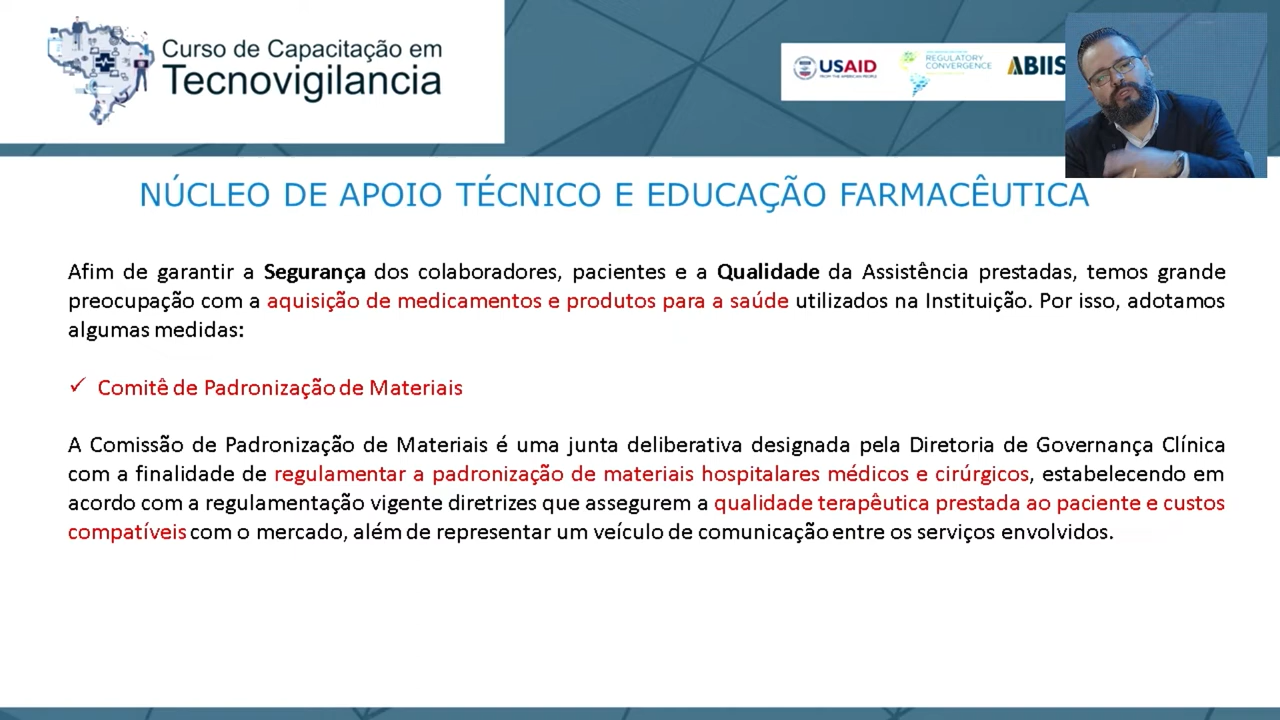 Curso de Capacitação em
Tecnovigilancia
USAID
FROM THE AMERICAN PEOPLE
REGULATORY
CONVERGENCE
ABIIS
NÚCLEO DE APOIO TÉCNICO E EDUCAÇÃO FARMACÊUTICA
Afim de garantir a Segurança dos colaboradores, pacientes e a Qualidade da Assistência prestadas, temos grande
preocupação com a aquisição de medicamentos e produtos para a saúde utilizados na Instituição. Por isso, adotamos
algumas medidas:
✓ Comitê de Padronização de Materiais
A Comissão de Padronização de Materiais é uma junta deliberativa designada pela Diretoria de Governança Clínica
com a finalidade de regulamentar a padronização de materiais hospitalares médicos e cirúrgicos, estabelecendo em
acordo com a regulamentação vigente diretrizes que assegurem a qualidade terapêutica prestada ao paciente e custos
compatíveis com o mercado, além de representar um veículo de comunicação entre os serviços envolvidos.